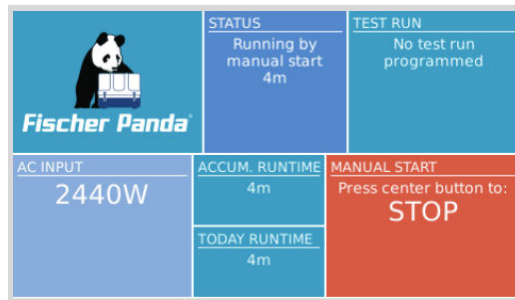 Fischer Panda
STATUS
Running by
manual start
4m
TEST RUN
No test run
programmed
AC INPUT
2440W
ACCUM. RUNTIME
4m
TODAY RUNTIME
4m
MANUAL START
Press center button to:
STOP